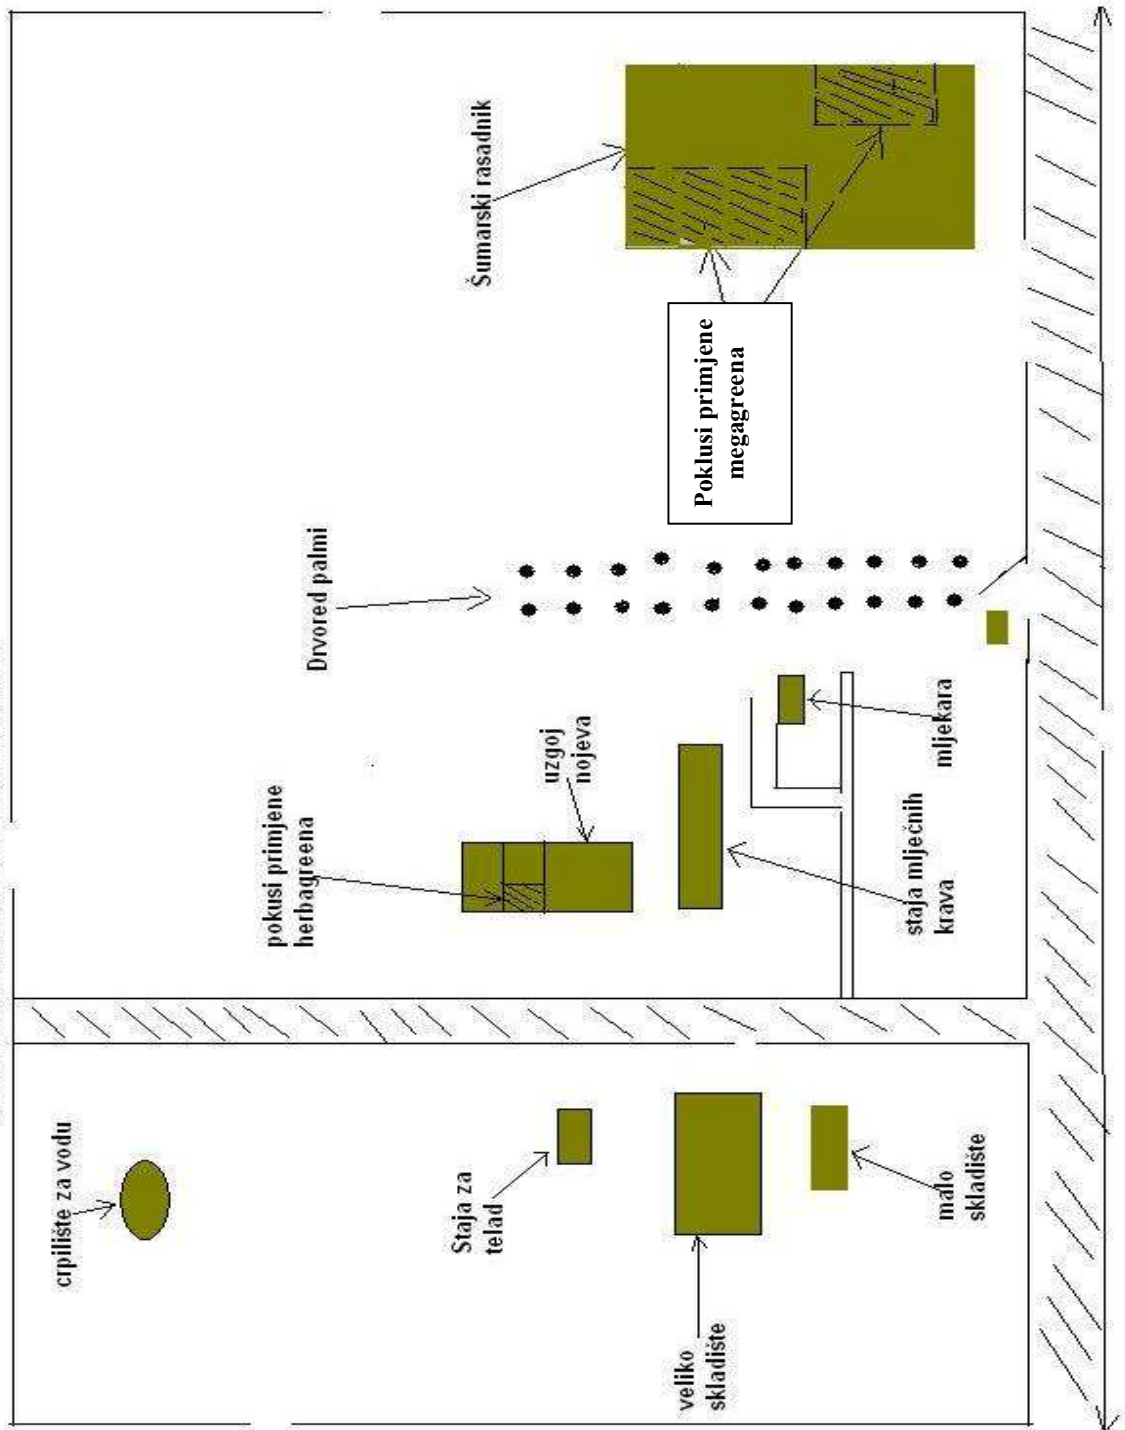 crpilište za vodu
Staja za
telad
veliko
skladište
malo
skladište
pokusi primjene
herbagreena
uzgoj
nojeva
staja mlječnih
krava
mljekara
Drvored palmi
Poklusi primjene
megagreena
Šumarski rasadnik